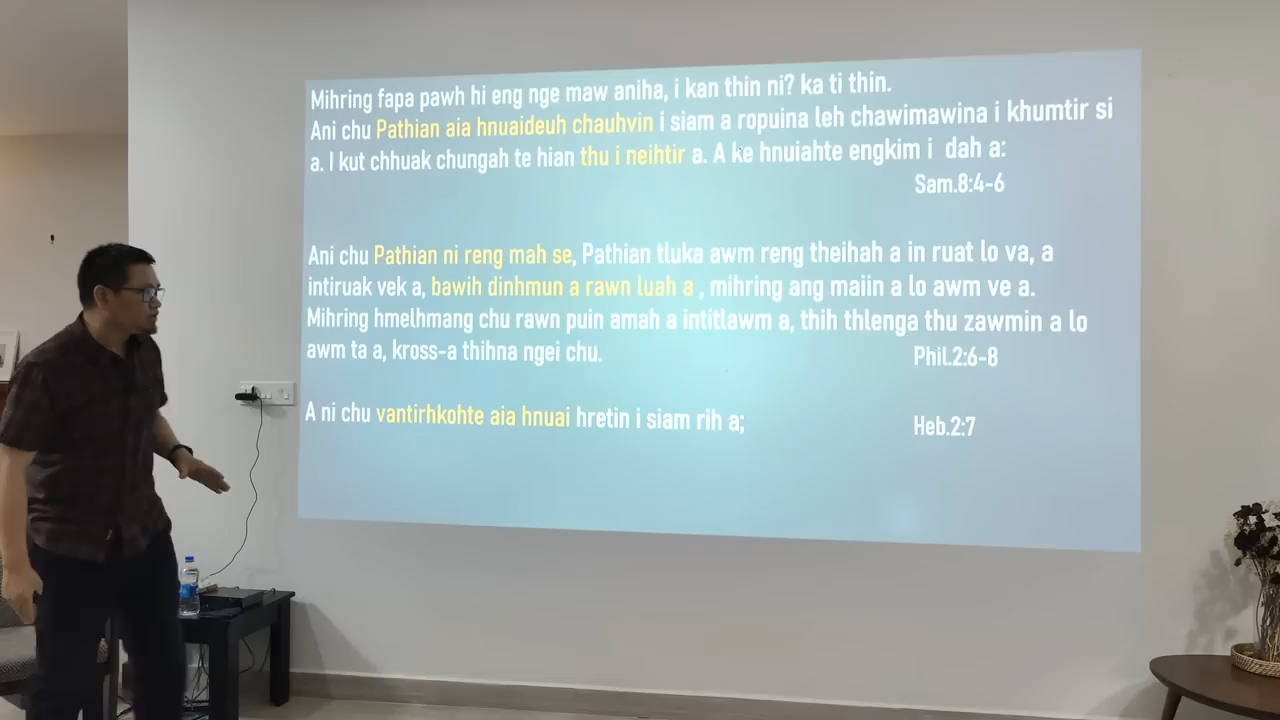 Mihring fapa pawh hi eng nge maw aniha, i kan thin ni? ka ti thin.
Ani chu Pathian aia hnuaideuh chauhvin i siam a ropuina leh chawimawina i khumtir si
a. I kut chhuak chungah te hian thu i neihtir a. A ke hnuiahte engkim i dah a:
Sam.8:4-6
Ani chu Pathian ni reng mah se, Pathian tluka awm reng theihah a in ruat lo va, a
intiruak vek a, bawih dinhmun a rawn luah a , mihring ang maiin a lo awm ve a.
Mihring hmelhmang chu rawn puin amah a intitlawm a, thih thlenga thu zawmin a lo
awm ta a, kross-a thihna ngei chu. Phil.2:6-8
A ni chu vantirhkohte aia hnuai hretin i siam rih a; Heb.2:7